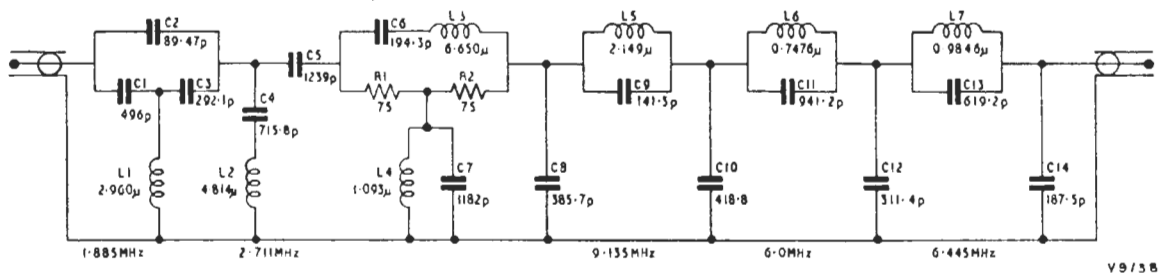 C2
89·47p
C1
496p
C3
292·1p
L1
2·960μ
C4
715·8p
L2
4·814μ
C5
1239p
C6
194·3p
L3
6·650μ
R1
75
R2
75
L4
1·093μ
C7
1182p
C8
385·7p
L5
2·149μ
C9
141·3p
C10
418·8
L6
0·7476μ
C11
941·2p
C12
311·4p
L7
0·9846μ
C13
619·2p
C14
187·5p
1·885MHz
2·711MHz
9·135MHz
6·0MHz
6·445MHz
V9/38